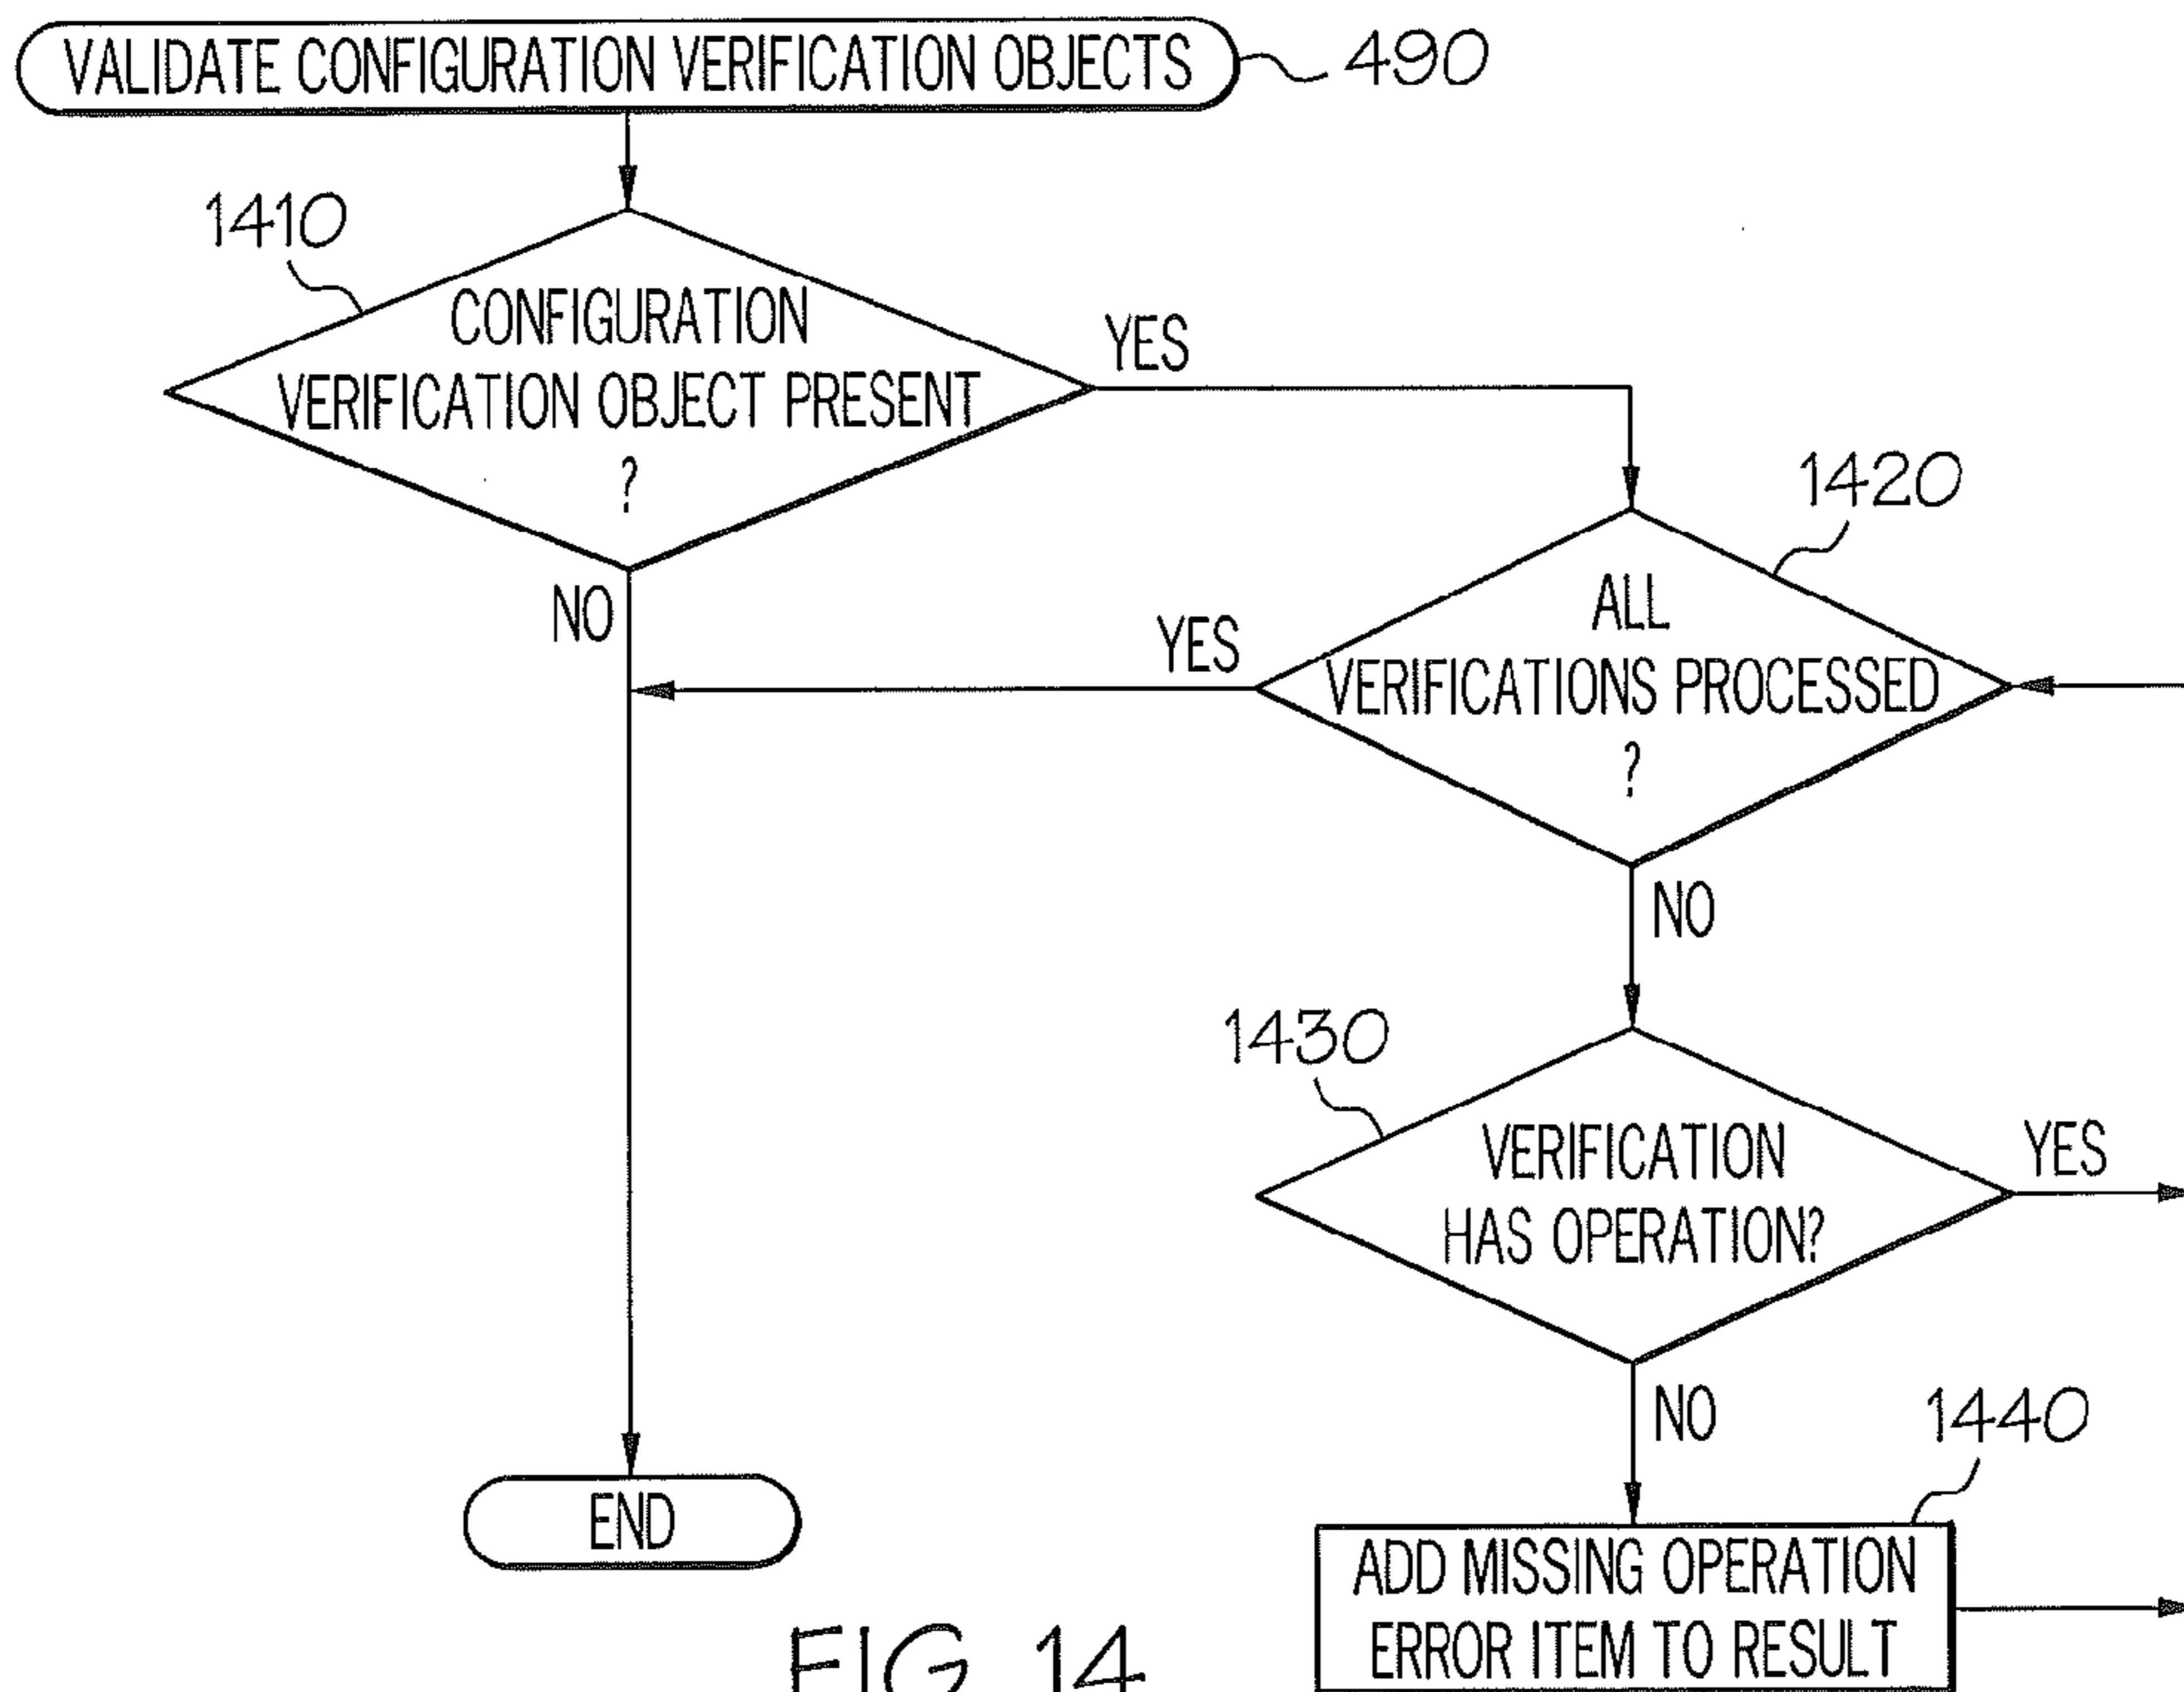 VALIDATE CONFIGURATION VERIFICATION OBJECTS
490
1410
CONFIGURATION
VERIFICATION OBJECT PRESENT
?
YES
NO
1420
ALL
VERIFICATIONS PROCESSED
?
YES
NO
1430
VERIFICATION
HAS OPERATION?
YES
NO
1440
ADD MISSING OPERATION
ERROR ITEM TO RESULT
END
FIG. 14